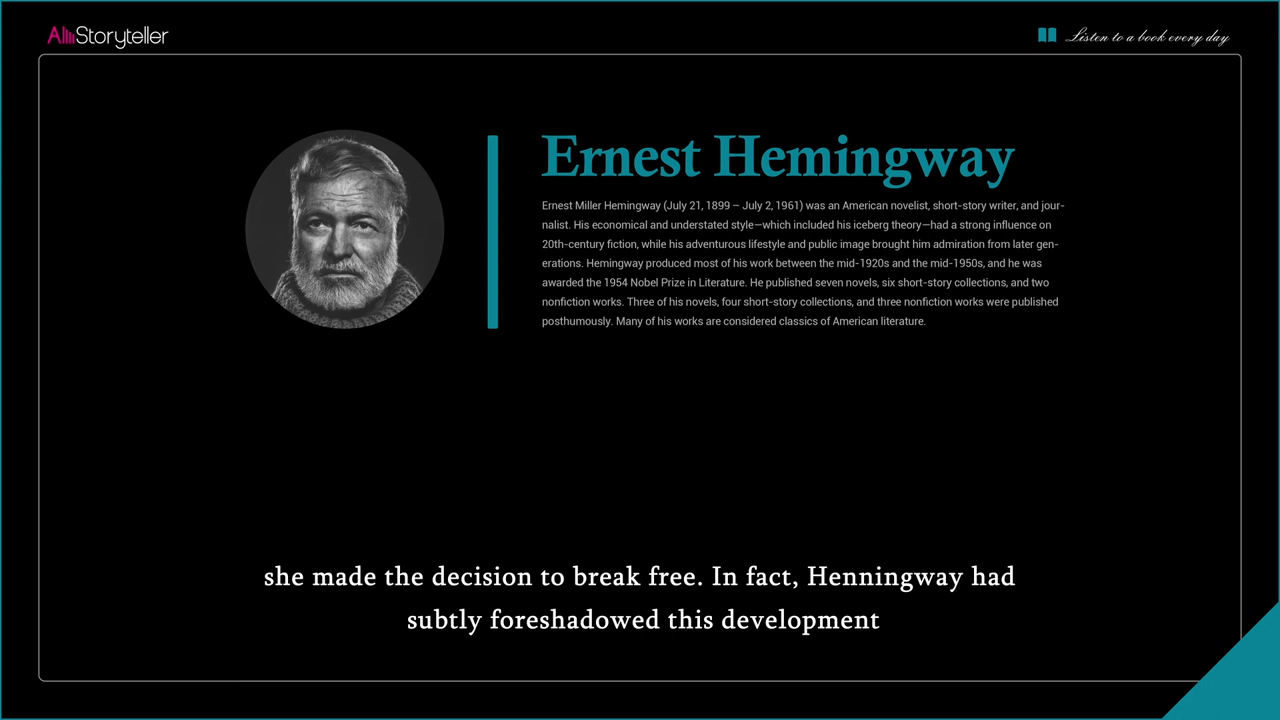 AllStoryteller
Listen to a book every day
Ernest Hemingway
Ernest Miller Hemingway (July 21, 1899 – July 2, 1961) was an American novelist, short-story writer, and jour-
nalist. His economical and understated style—which included his iceberg theory—had a strong influence on
20th-century fiction, while his adventurous lifestyle and public image brought him admiration from later gen-
erations. Hemingway produced most of his work between the mid-1920s and the mid-1950s, and he was
awarded the 1954 Nobel Prize in Literature. He published seven novels, six short-story collections, and two
nonfiction works. Three of his novels, four short-story collections, and three nonfiction works were published
posthumously. Many of his works are considered classics of American literature.
she made the decision to break free. In fact, Henningway had
subtly foreshadowed this development